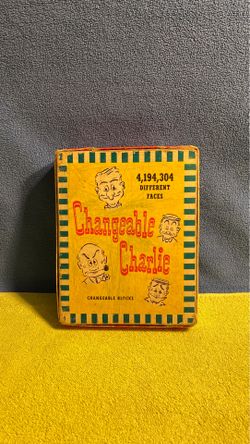 4,194,304
DIFFERENT
FACES
Changeable
Charlie
CHANGEABLE BLOCKS